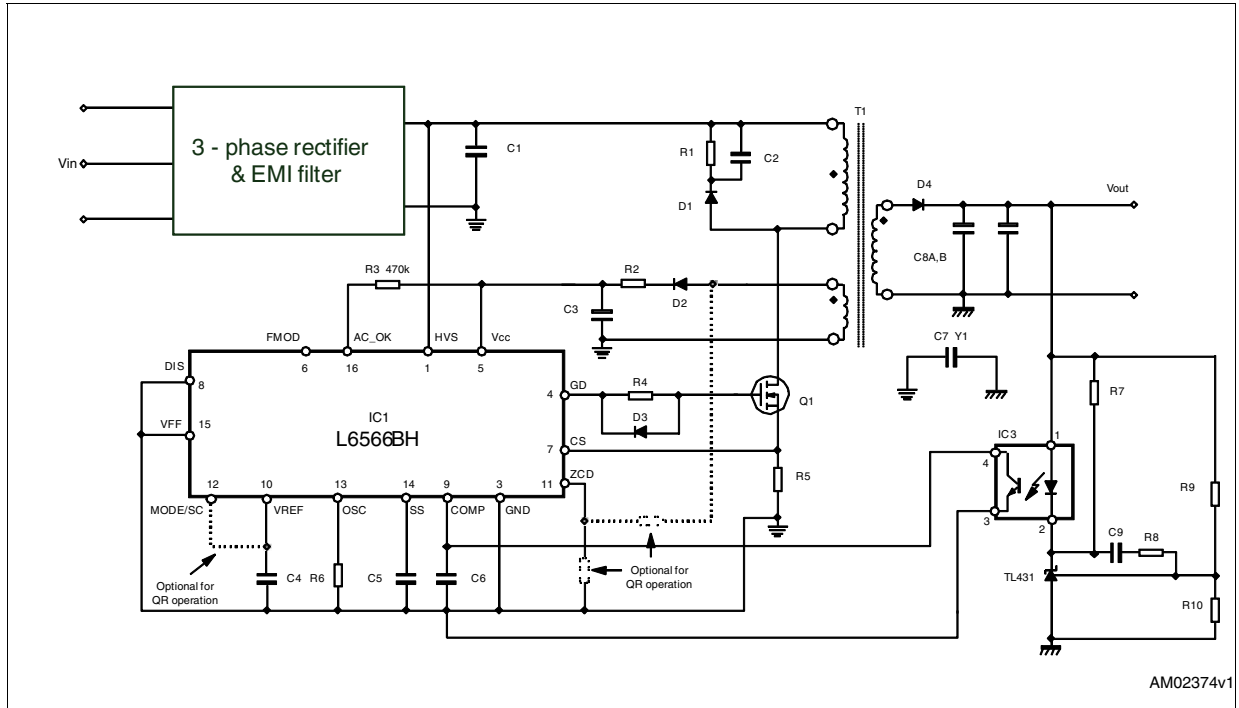 3 - phase rectifier
& EMI filter
Vin
C1
R1
C2
D1
T1
D4
Vout
C8A,B
R3 470k
R2
D2
C3
FMOD
AC_OK
HVS
Vcc
6
16
1
5
DIS
8
VFF
15
IC1
L6566BH
4
GD
R4
D3
Q1
7
CS
11
ZCD
R5
C7 Y1
R7
IC3
1
4
3
2
R9
C9
R8
TL431
R10
12
10
13
14
9
3
MODE/SC
VREF
OSC
SS
COMP
GND
C4
R6
C5
C6
Optional for
QR operation
Optional for
QR operation
AM02374v1